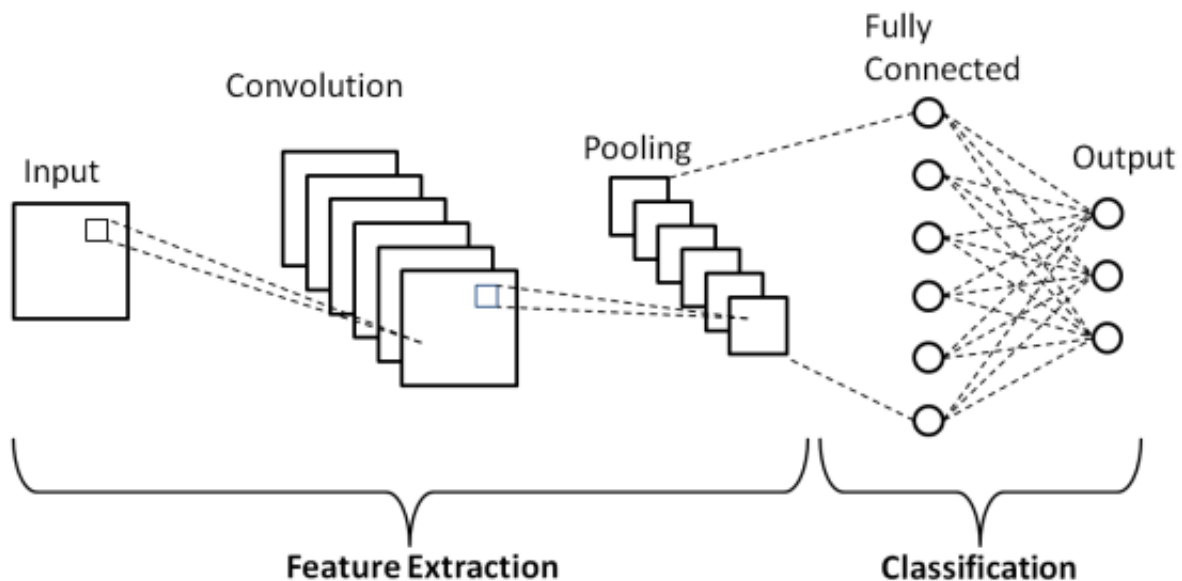 Input
Convolution
Pooling
Fully
Connected
Output
Feature Extraction
Classification